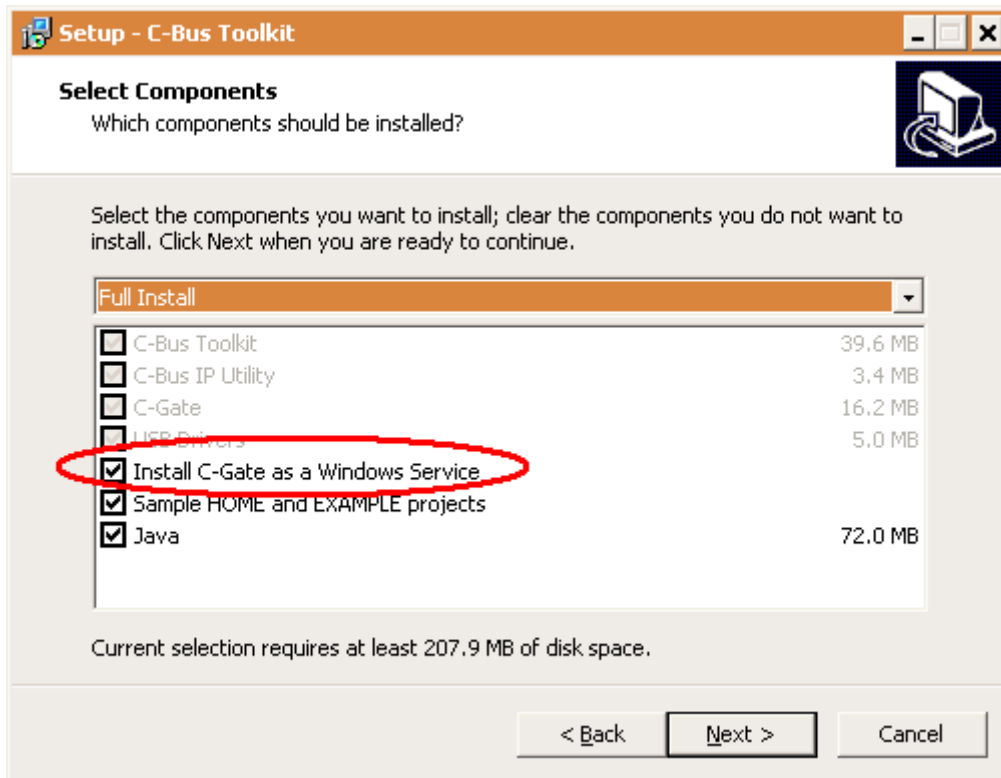 Setup - C-Bus Toolkit
Select Components
Which components should be installed?
Select the components you want to install; clear the components you do not want to
install. Click Next when you are ready to continue.
Full Install
C-Bus Toolkit 39.6 MB
C-Bus IP Utility 3.4 MB
C-Gate 16.2 MB
USB Drivers 5.0 MB
Install C-Gate as a Windows Service
Sample HOME and EXAMPLE projects
Java 72.0 MB
Current selection requires at least 207.9 MB of disk space.
< Back Next > Cancel